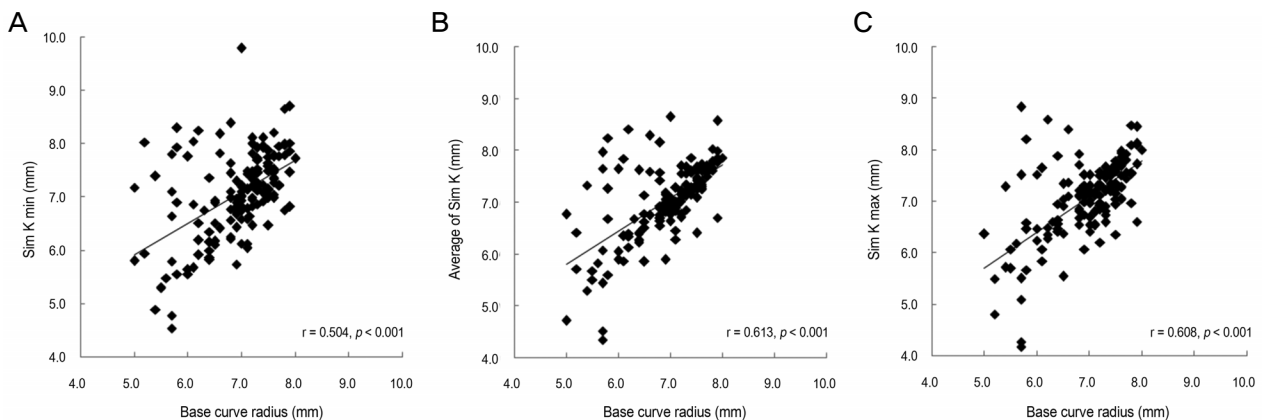 A
10.0
9.0
8.0
7.0
6.0
5.0
4.0
Sim K min (mm)
r = 0.504, p < 0.001
4.0 5.0 6.0 7.0 8.0 9.0 10.0
Base curve radius (mm)
B
10.0
9.0
8.0
7.0
6.0
5.0
4.0
Average of Sim K (mm)
r = 0.613, p < 0.001
4.0 5.0 6.0 7.0 8.0 9.0 10.0
Base curve radius (mm)
C
10.0
9.0
8.0
7.0
6.0
5.0
4.0
Sim K max (mm)
r = 0.608, p < 0.001
4.0 5.0 6.0 7.0 8.0 9.0 10.0
Base curve radius (mm)